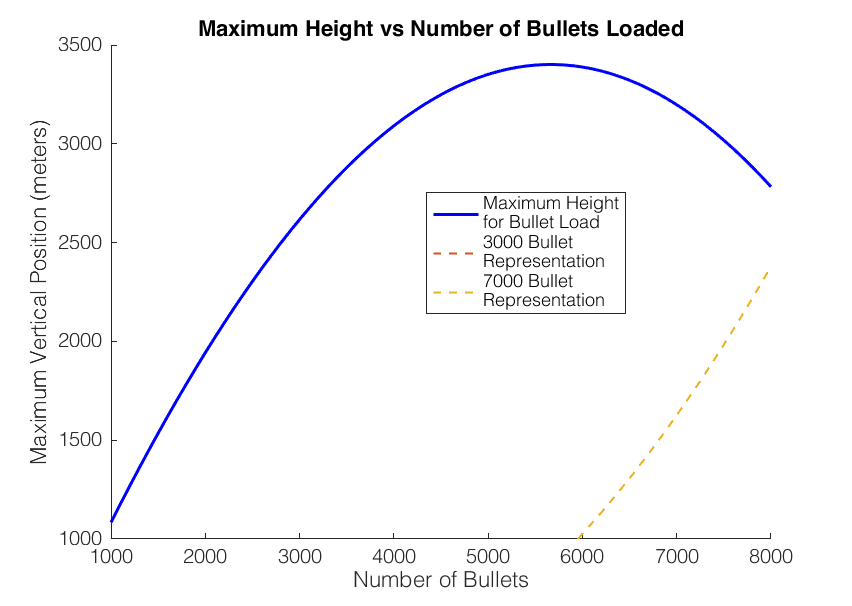 Maximum Height vs Number of Bullets Loaded
3500
3000
2500
2000
1500
1000
Maximum Vertical Position (meters)
Maximum Height
for Bullet Load
3000 Bullet
Representation
7000 Bullet
Representation
1000 2000 3000 4000 5000 6000 7000 8000
Number of Bullets